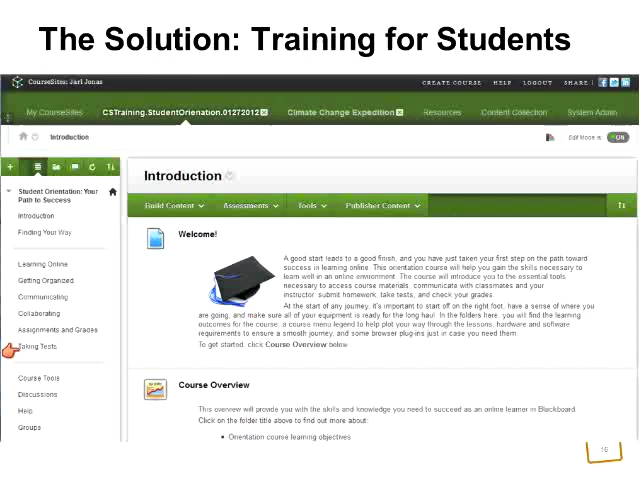 The Solution: Training for Students
CourseSites: Jarl Jonas
CREATE COURSE HELP LOGOUT SHARE
My CourseSites CSTraining.StudentOrienation.01272012 Climate Change Expedition Resources Content Collection System Admin
Introduction
Edit Mode is: ON
Student Orientation: Your
Path to Success
Introduction
Finding Your Way
Learning Online
Getting Organized
Communicating
Collaborating
Assignments and Grades
Taking Tests
Course Tools
Discussions
Help
Groups
Introduction
Build Content Assessments Tools Publisher Content
Welcome!
A good start leads to a good finish, and you have just taken your first step on the path toward
success in learning online. This orientation course will help you gain the skills necessary to
learn well in an online environment. The course will introduce you to the essential tools
necessary to access course materials, communicate with classmates and your
instructor, submit homework, take tests, and check your grades.
At the start of any journey, it's important to start off on the right foot, have a sense of where you
are going, and make sure all of your equipment is ready for the long haul. In the folders here, you will find the learning
outcomes for the course, a course menu legend to help plot your way through the lessons, hardware and software
requirements to ensure a smooth journey, and some browser plug-ins just in case you need them.
To get started, click Course Overview below.
Course Overview
This overview will provide you with the skills and knowledge you need to succeed as an online learner in Blackboard.
Click on the folder title above to find out more about:
• Orientation course learning objectives
16